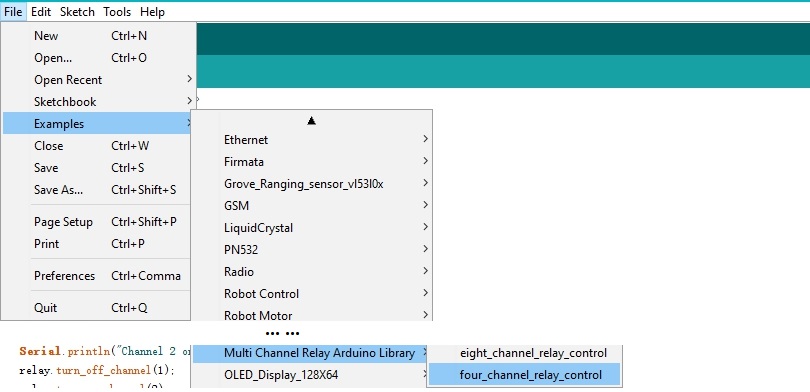 File Edit Sketch Tools Help
New Ctrl+N
Open... Ctrl+O
Open Recent
Sketchbook
Examples
Close Ctrl+W
Save Ctrl+S
Save As... Ctrl+Shift+S
Page Setup Ctrl+Shift+P
Print Ctrl+P
Preferences Ctrl+Comma
Quit Ctrl+Q
Ethernet
Firmata
Grove_Ranging_sensor_vl53l0x
GSM
LiquidCrystal
PN532
Radio
Robot Control
Robot Motor
... ...
Multi Channel Relay Arduino Library
OLED_Display_128X64
eight_channel_relay_control
four_channel_relay_control
Serial.println("Channel 2 on
relay.turn_off_channel(1);